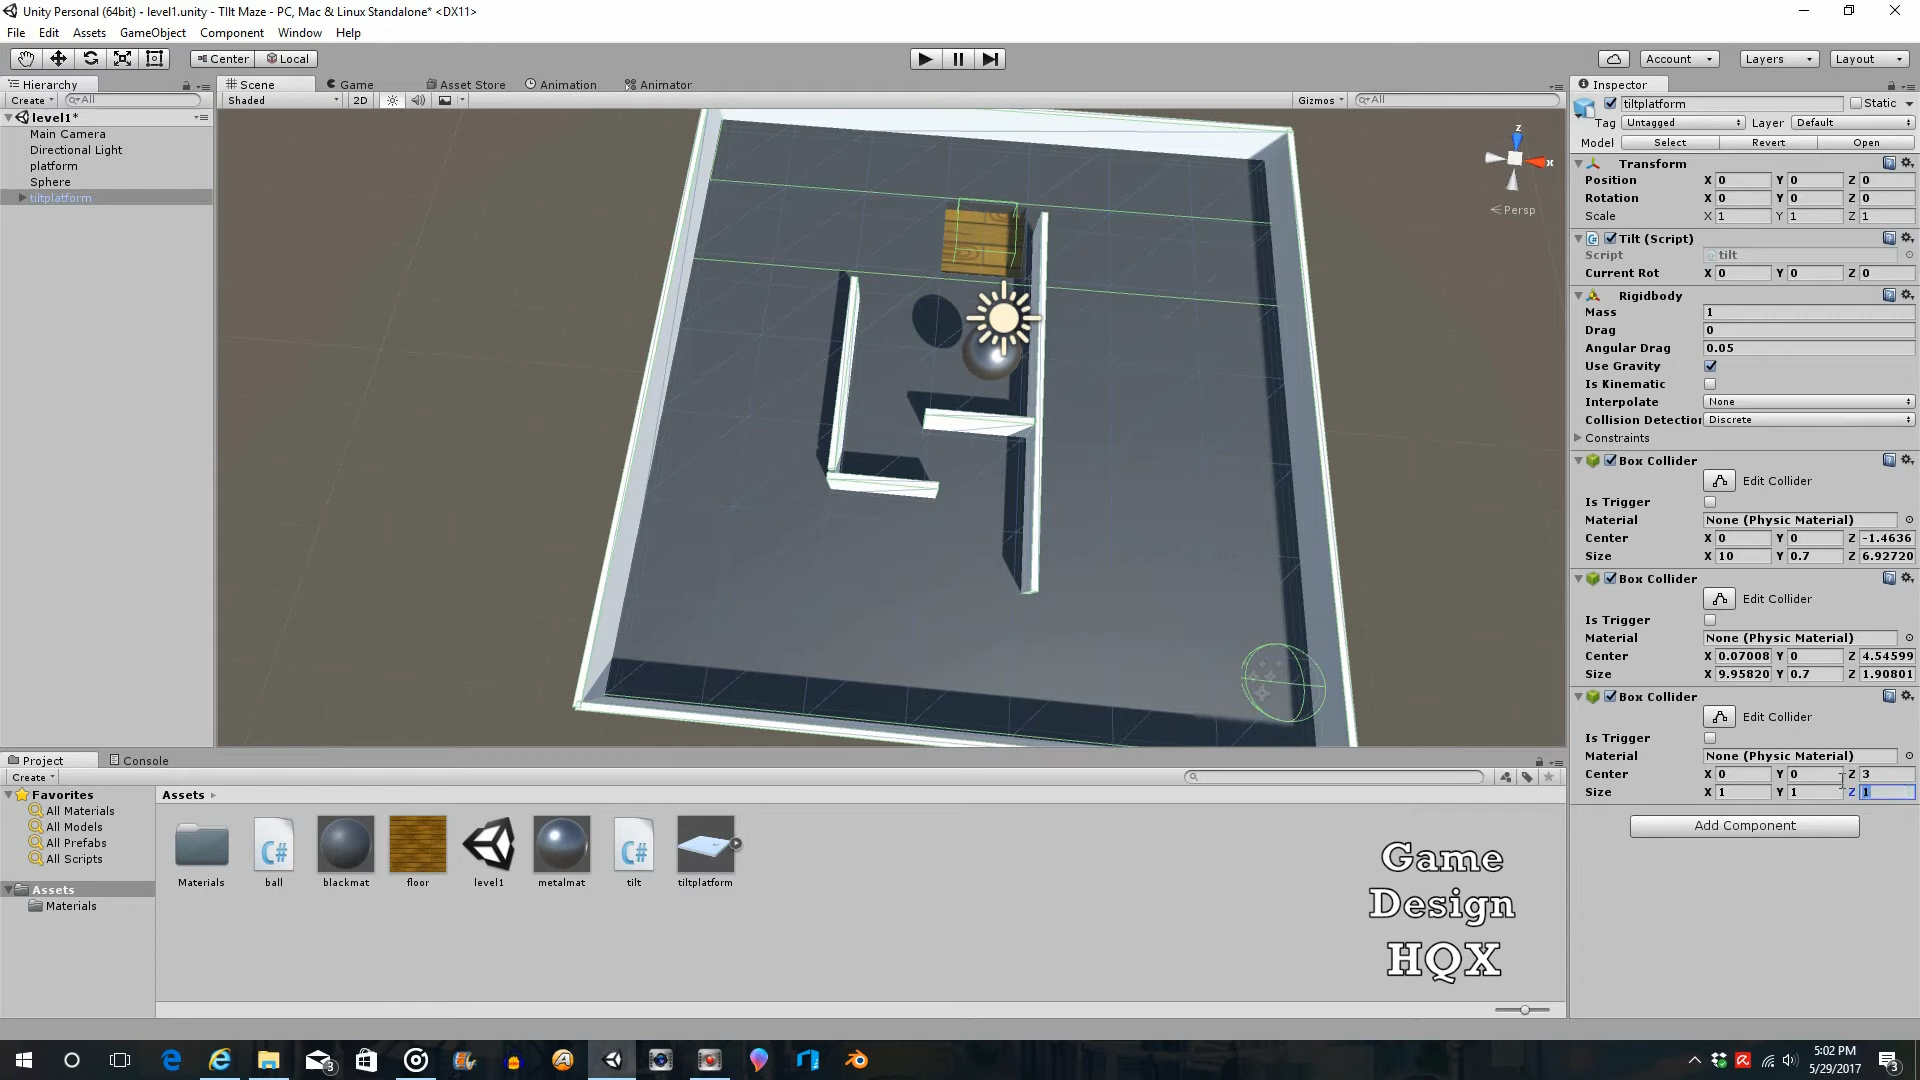 Unity Personal (64bit) - level1.unity - TIlt Maze - PC, Mac & Linux Standalone* <DX11>
File Edit Assets GameObject Component Window Help
Center Local Account Layers Layout
Hierarchy Scene Game Asset Store Animation Animator Inspector
Create All Shaded 2D Gizmos All
level1*
Main Camera
Directional Light
platform
Sphere
tiltplatform
z
x
Persp
tiltplatform Static
Tag Untagged Layer Default
Model Select Revert Open
Transform
Position X 0 Y 0 Z 0
Rotation X 0 Y 0 Z 0
Scale X 1 Y 1 Z 1
Tilt (Script)
Script tilt
Current Rot X 0 Y 0 Z 0
Rigidbody
Mass 1
Drag 0
Angular Drag 0.05
Use Gravity
Is Kinematic
Interpolate None
Collision Detection Discrete
Constraints
Box Collider
Edit Collider
Is Trigger
Material None (Physic Material)
Center X 0 Y 0 Z -1.4636
Size X 10 Y 0.7 Z 6.92720
Box Collider
Edit Collider
Is Trigger
Material None (Physic Material)
Center X 0.07008 Y 0 Z 4.54599
Size X 9.95820 Y 0.7 Z 1.90801
Box Collider
Edit Collider
Is Trigger
Material None (Physic Material)
Center X 0 Y 0 Z 3
Size X 1 Y 1 Z 1
Add Component
Project Console
Create
Favorites
All Materials
All Models
All Prefabs
All Scripts
Assets
Materials
Assets
Materials ball blackmat floor level1 metalmat tilt tiltplatform
C# C#
Game
Design
HQX
3
5:02 PM
5/29/2017
3